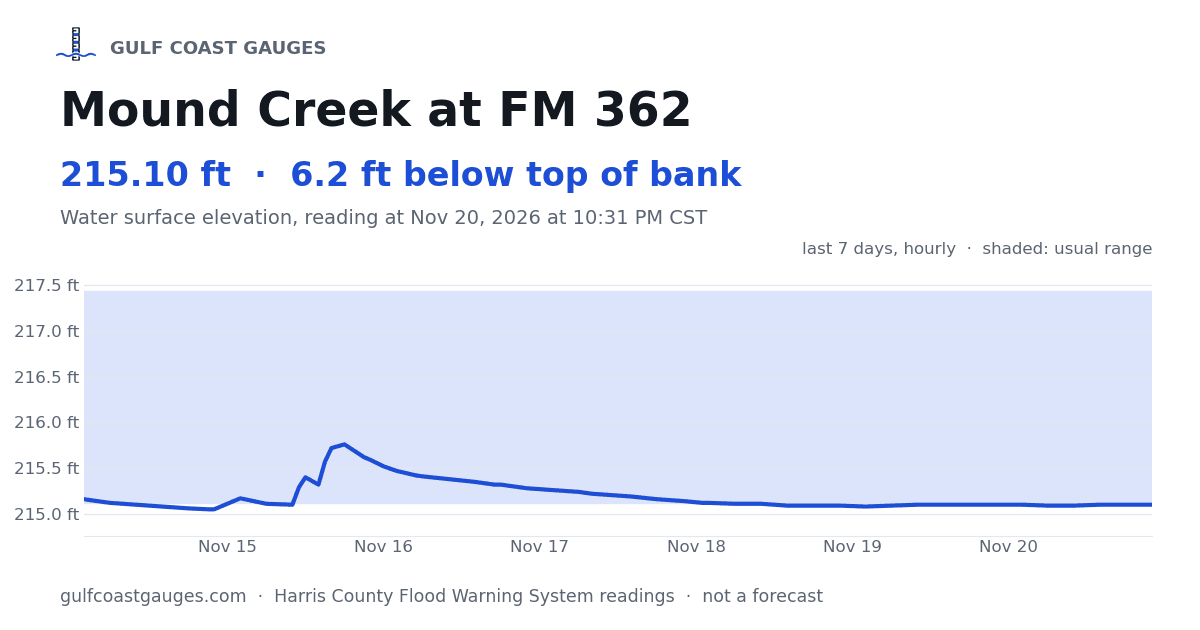 GULF COAST GAUGES
Mound Creek at FM 362
215.10 ft · 6.2 ft below top of bank
Water surface elevation, reading at Nov 20, 2026 at 10:31 PM CST
last 7 days, hourly · shaded: usual range
217.5 ft
217.0 ft
216.5 ft
216.0 ft
215.5 ft
215.0 ft
Nov 15 Nov 16 Nov 17 Nov 18 Nov 19 Nov 20
gulfcoastgauges.com · Harris County Flood Warning System readings · not a forecast